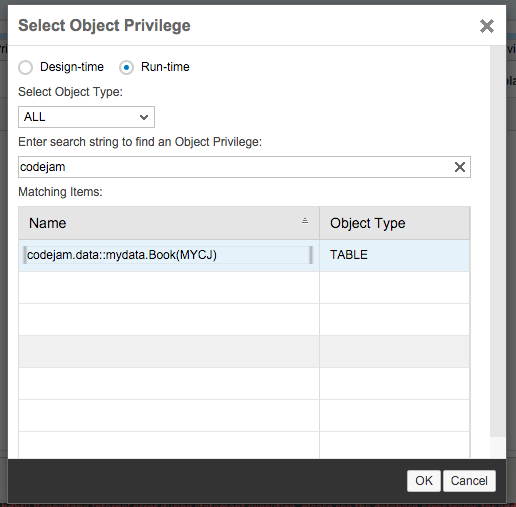 Select Object Privilege
Design-time Run-time
Select Object Type:
ALL
Enter search string to find an Object Privilege:
codejam
Matching Items:
Name Object Type
codejam.data::mydata.Book(MYCJ) TABLE
OK Cancel